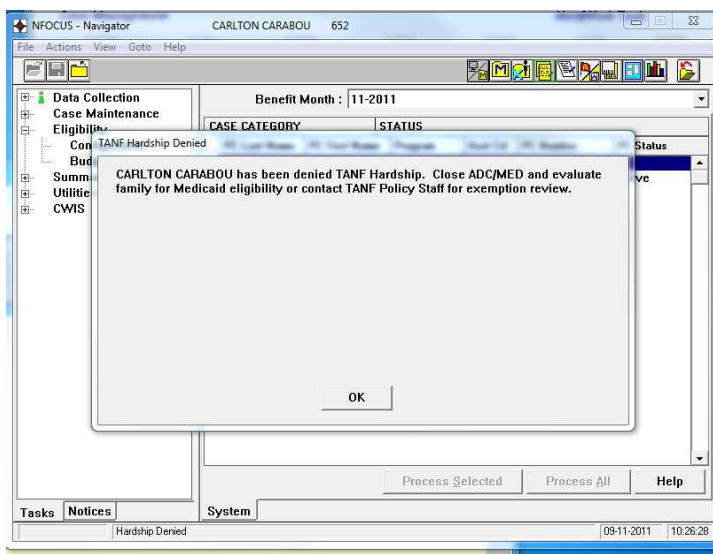 NFOCUS - Navigator CARLTON CARABOU 652
File Actions View Goto Help
Data Collection
Case Maintenance
Eligibility
Con
Bud
Summ
Utilitie
CWIS
Benefit Month : 11-2011
CASE CATEGORY STATUS
Status
ve
TANF Hardship Denied
CARLTON CARABOU has been denied TANF Hardship. Close ADC/MED and evaluate
family for Medicaid eligibility or contact TANF Policy Staff for exemption review.
OK
Process Selected Process All Help
Tasks Notices System
Hardship Denied 09-11-2011 10:26:28